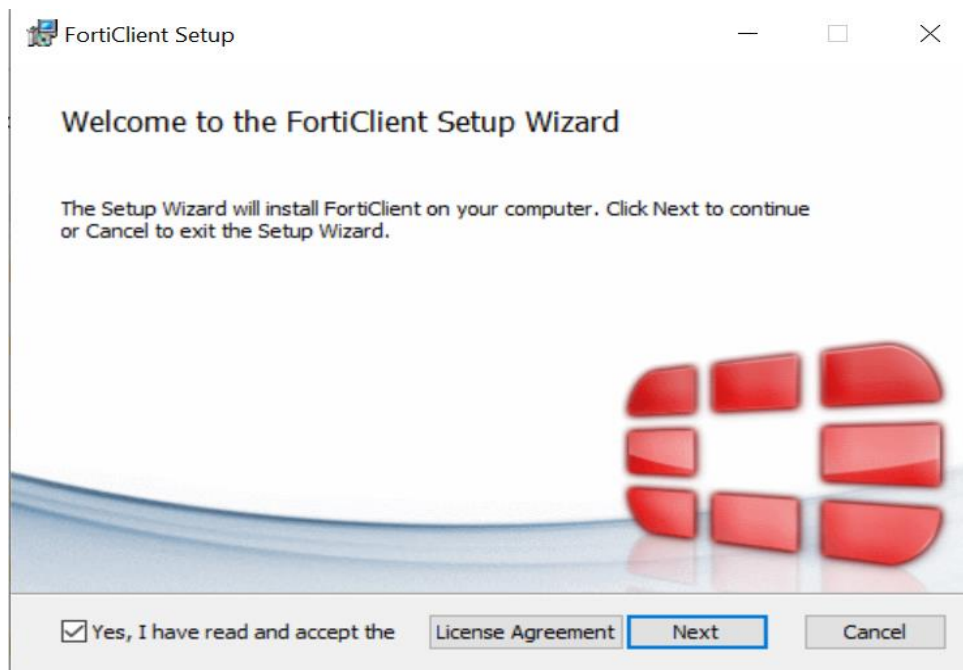 FortiClient Setup
Welcome to the FortiClient Setup Wizard
The Setup Wizard will install FortiClient on your computer. Click Next to continue
or Cancel to exit the Setup Wizard.
Yes, I have read and accept the License Agreement Next Cancel